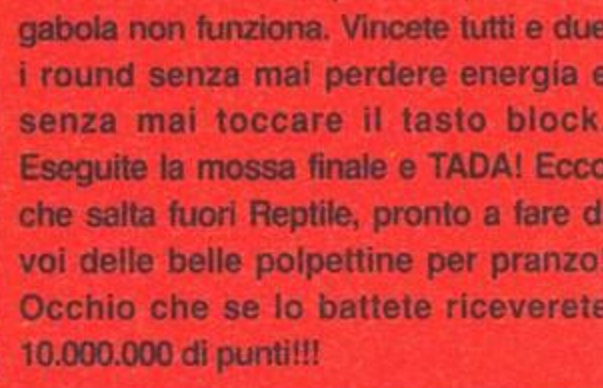 gabola non funziona. Vincete tutti e due
i round senza mai perdere energia e
senza mai toccare il tasto block
Eseguite la mossa finale e TADA! Ecco
che salta fuori Reptile, pronto a fare d
voi delle belle polpettine per pranzo
Occhio che se lo battete riceverete
10.000.000 di punti!!!